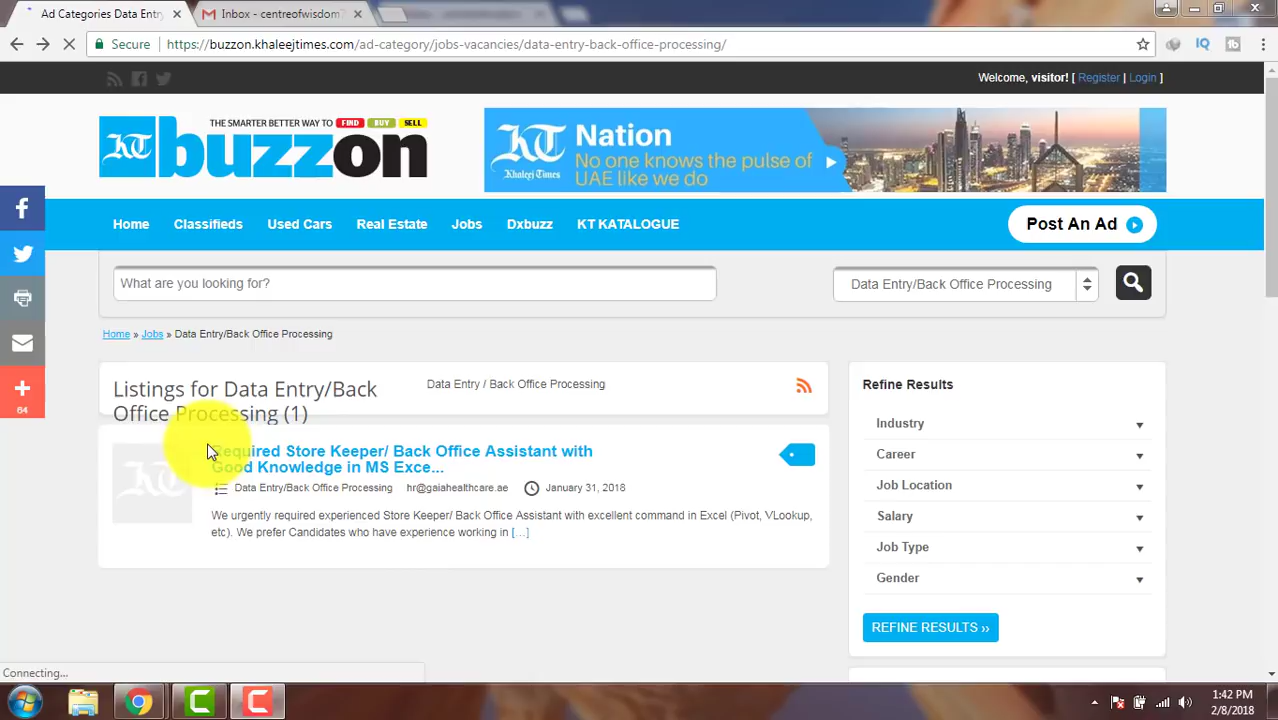 Ad Categories Data Entr
Inbox - centreofwisdom7
Secure
https://buzzon.khaleejtimes.com/ad-category/jobs-vacancies/data-entry-back-office-processing/
Welcome, visitor! [ Register | Login ]
THE SMARTER BETTER WAY TO FIND BUY SELL
KT buzzon
KT Nation
Khaleej Times
No one knows the pulse of
UAE like we do
Home Classifieds Used Cars Real Estate Jobs Dxbuzz KT KATALOGUE
Post An Ad
What are you looking for?
Data Entry/Back Office Processing
Home » Jobs » Data Entry/Back Office Processing
Listings for Data Entry/Back
Office Processing (1)
Data Entry / Back Office Processing
Required Store Keeper/ Back Office Assistant with
Good Knowledge in MS Exce...
Data Entry/Back Office Processing hr@gaiahealthcare.ae January 31, 2018
We urgently required experienced Store Keeper/ Back Office Assistant with excellent command in Excel (Pivot, VLookup,
etc). We prefer Candidates who have experience working in [...]
Refine Results
Industry
Career
Job Location
Salary
Job Type
Gender
REFINE RESULTS ››
64
Connecting...
1:42 PM
2/8/2018